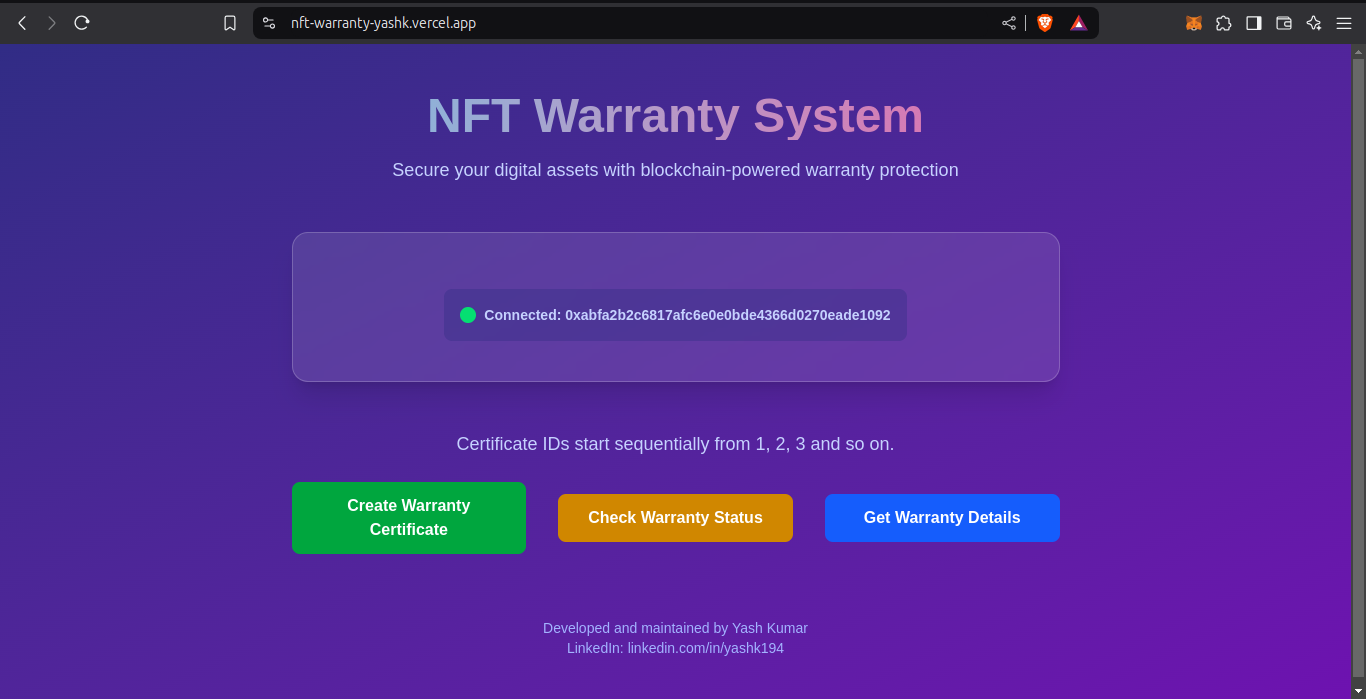 nft-warranty-yashk.vercel.app
NFT Warranty System
Secure your digital assets with blockchain-powered warranty protection
Connected: 0xabfa2b2c6817afc6e0e0bde4366d0270eade1092
Certificate IDs start sequentially from 1, 2, 3 and so on.
Create Warranty
Certificate
Check Warranty Status
Get Warranty Details
Developed and maintained by Yash Kumar
LinkedIn: linkedin.com/in/yashk194